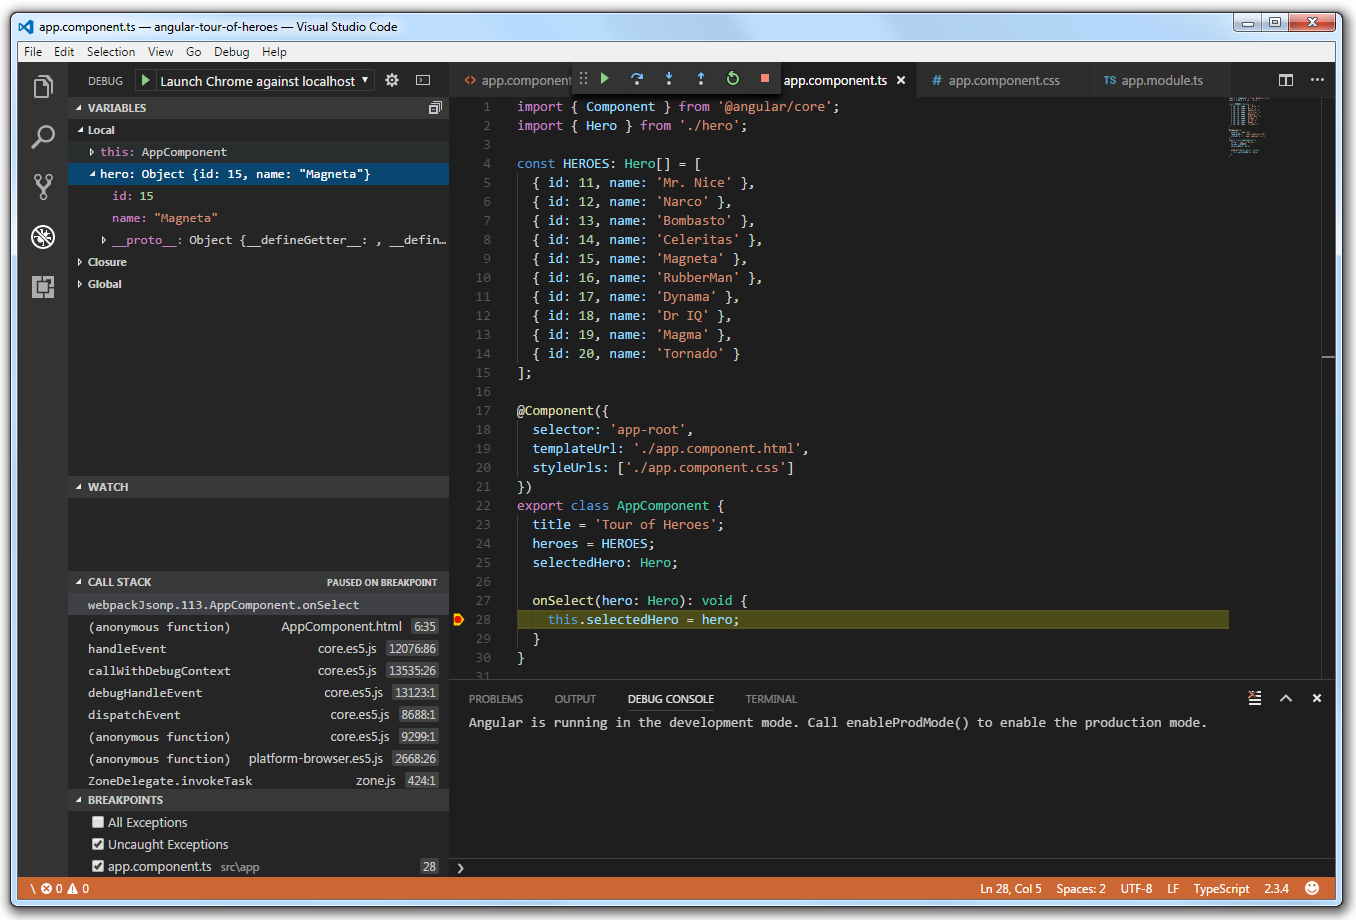 app.component.ts — angular-tour-of-heroes — Visual Studio Code
File Edit Selection View Go Debug Help
DEBUG Launch Chrome against localhost
VARIABLES
Local
this: AppComponent
hero: Object {id: 15, name: "Magneta"}
id: 15
name: "Magneta"
__proto__: Object {__defineGetter__: , __defin…
Closure
Global
WATCH
CALL STACK PAUSED ON BREAKPOINT
webpackJsonp.113.AppComponent.onSelect
(anonymous function) AppComponent.html 6:35
handleEvent core.es5.js 12076:86
callWithDebugContext core.es5.js 13535:26
debugHandleEvent core.es5.js 13123:1
dispatchEvent core.es5.js 8688:1
(anonymous function) core.es5.js 9299:1
(anonymous function) platform-browser.es5.js 2668:26
ZoneDelegate.invokeTask zone.js 424:1
BREAKPOINTS
All Exceptions
Uncaught Exceptions
app.component.ts src\app 28
<> app.component app.component.ts # app.component.css TS app.module.ts
1 import { Component } from '@angular/core';
2 import { Hero } from './hero';
3
4 const HEROES: Hero[] = [
5 { id: 11, name: 'Mr. Nice' },
6 { id: 12, name: 'Narco' },
7 { id: 13, name: 'Bombasto' },
8 { id: 14, name: 'Celeritas' },
9 { id: 15, name: 'Magneta' },
10 { id: 16, name: 'RubberMan' },
11 { id: 17, name: 'Dynama' },
12 { id: 18, name: 'Dr IQ' },
13 { id: 19, name: 'Magma' },
14 { id: 20, name: 'Tornado' }
15 ];
16
17 @Component({
18 selector: 'app-root',
19 templateUrl: './app.component.html',
20 styleUrls: ['./app.component.css']
21 })
22 export class AppComponent {
23 title = 'Tour of Heroes';
24 heroes = HEROES;
25 selectedHero: Hero;
26
27 onSelect(hero: Hero): void {
28 this.selectedHero = hero;
29 }
30 }
31
PROBLEMS OUTPUT DEBUG CONSOLE TERMINAL
Angular is running in the development mode. Call enableProdMode() to enable the production mode.
\ 0 0 Ln 28, Col 5 Spaces: 2 UTF-8 LF TypeScript 2.3.4